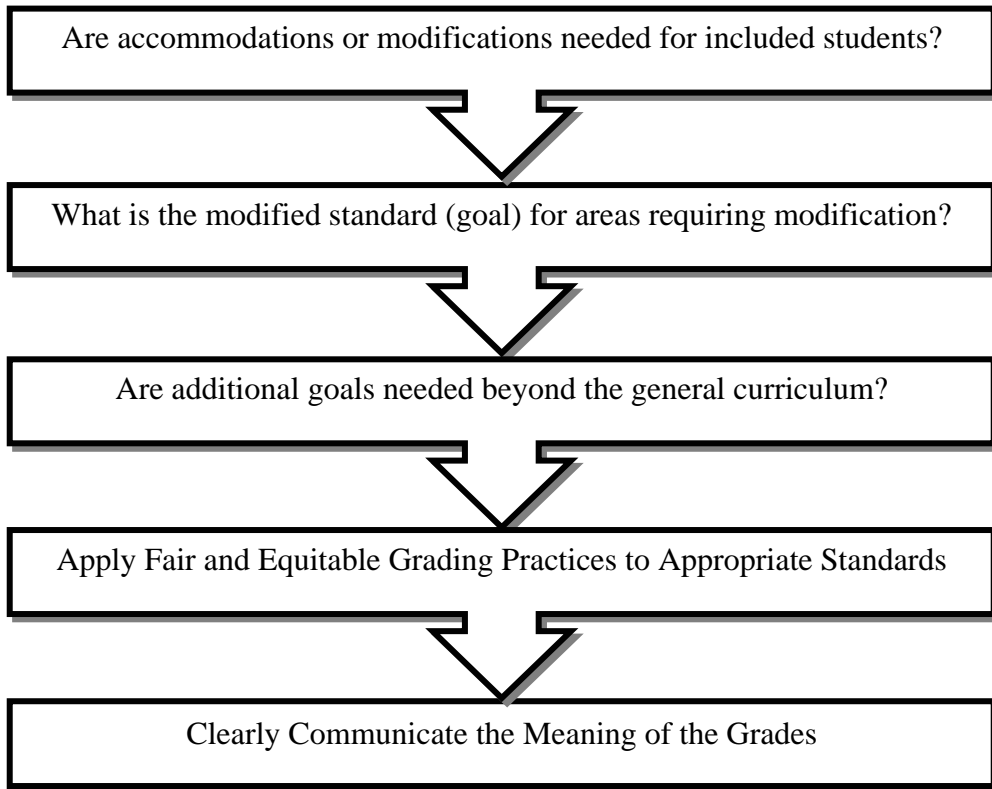 Are accommodations or modifications needed for included students?
What is the modified standard (goal) for areas requiring modification?
Are additional goals needed beyond the general curriculum?
Apply Fair and Equitable Grading Practices to Appropriate Standards
Clearly Communicate the Meaning of the Grades